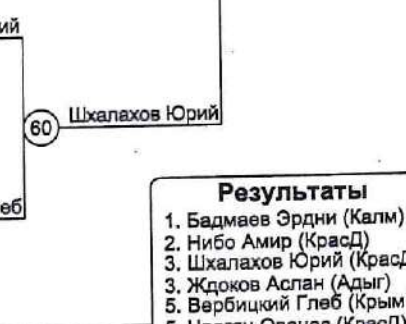 ий
60
Шхалахов Юрий
еб
Результаты
1. Бадмаев Эрдни (Калм)
2. Нибо Амир (КрасД)
3. Шхалахов Юрий (КрасД
3. Ждоков Аслан (Адыг)
5. Вербицкий Глеб (Крым
5. (КрасД)